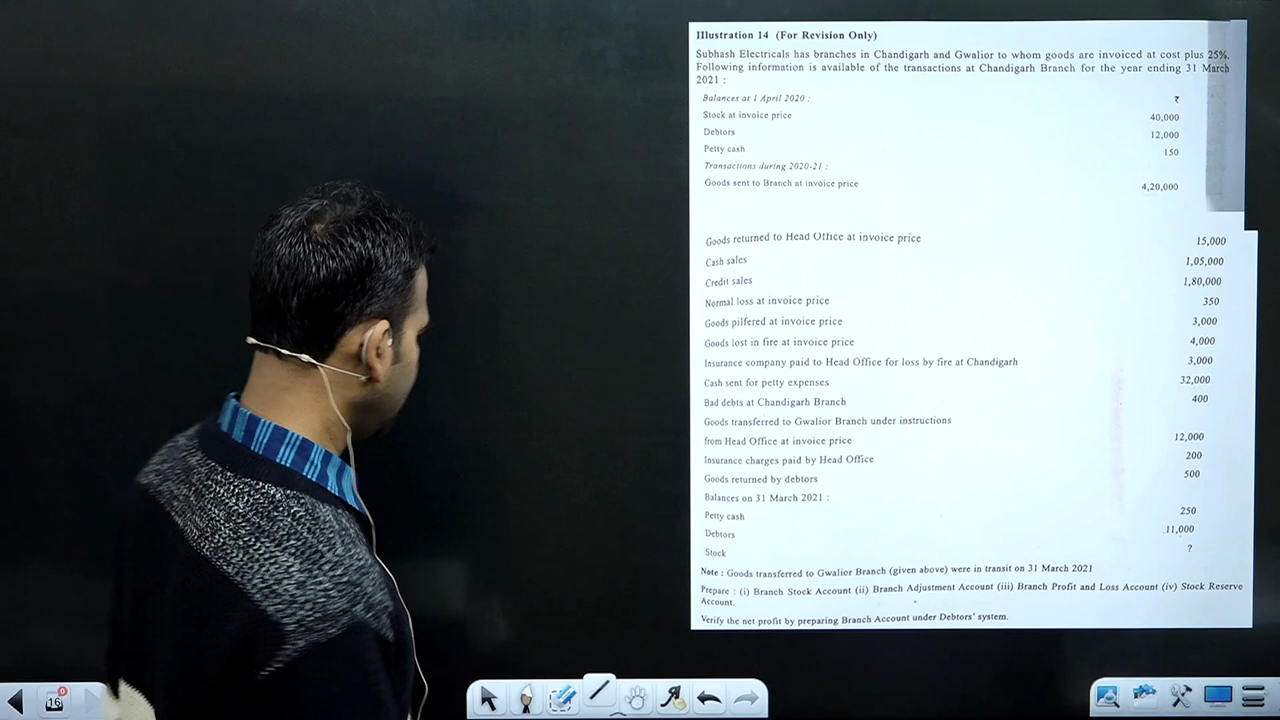 Illustration 14 (For Revision Only)
Subhash Electricals has branches in Chandigarh and Gwalior to whom goods are invoiced at cost plus 25%.
Following information is available of the transactions at Chandigarh Branch for the year ending 31 March
2021 :
Balances at 1 April 2020 : ₹
Stock at invoice price 40,000
Debtors 12,000
Petty cash 150
Transactions during 2020-21 :
Goods sent to Branch at invoice price 4,20,000
Goods returned to Head Office at invoice price 15,000
Cash sales 1,05,000
Credit sales 1,80,000
Normal loss at invoice price 350
Goods pilfered at invoice price 3,000
Goods lost in fire at invoice price 4,000
Insurance company paid to Head Office for loss by fire at Chandigarh 3,000
Cash sent for petty expenses 32,000
Bad debts at Chandigarh Branch 400
Goods transferred to Gwalior Branch under instructions
from Head Office at invoice price 12,000
Insurance charges paid by Head Office 200
Goods returned by debtors 500
Balances on 31 March 2021 :
Petty cash 250
Debtors 11,000
Stock ?
Note : Goods transferred to Gwalior Branch (given above) were in transit on 31 March 2021
Prepare : (i) Branch Stock Account (ii) Branch Adjustment Account (iii) Branch Profit and Loss Account (iv) Stock Reserve
Account.
Verify the net profit by preparing Branch Account under Debtors' system.
16
0